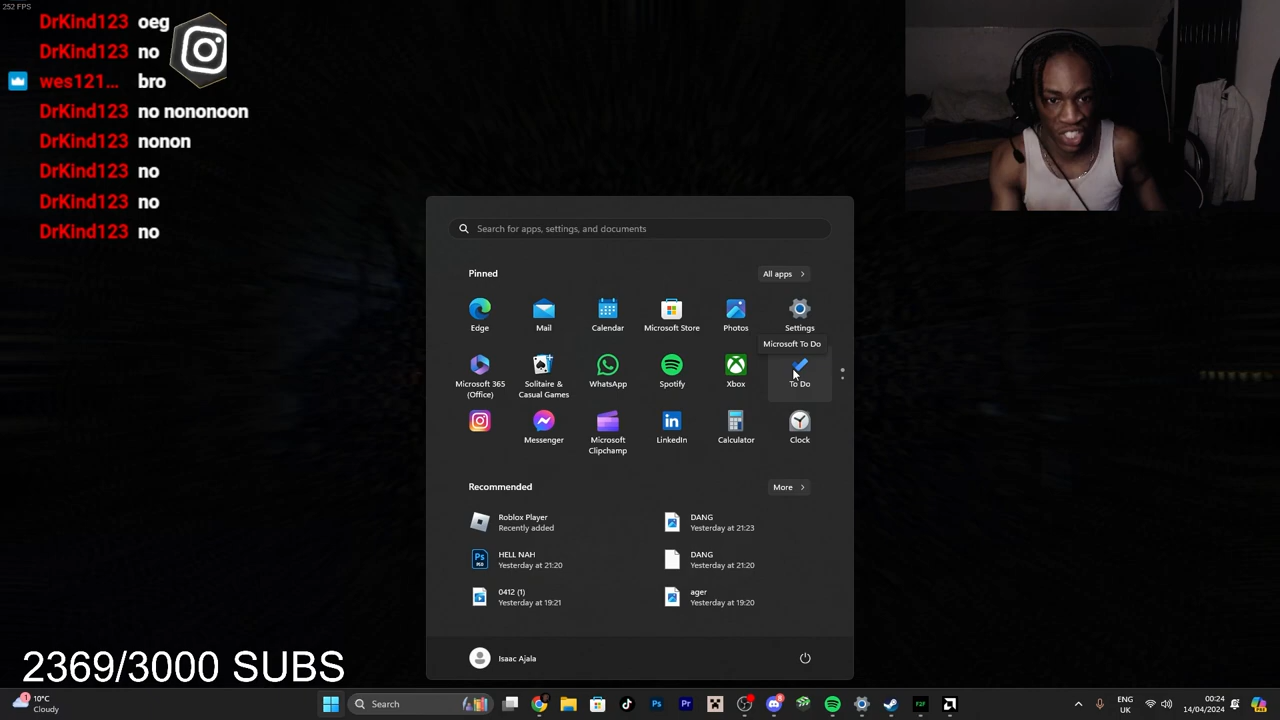 252 FPS
DrKind123 oeg
DrKind123 no
wes121... bro
DrKind123 no nononoon
DrKind123 nonon
DrKind123 no
DrKind123 no
DrKind123 no
Search for apps, settings, and documents
Pinned
All apps
Edge
Mail
Calendar
Microsoft Store
Photos
Settings
Microsoft To Do
Microsoft 365 (Office)
Solitaire & Casual Games
WhatsApp
Spotify
Xbox
To Do
Messenger
Microsoft Clipchamp
LinkedIn
Calculator
Clock
Recommended
More
Roblox Player
Recently added
DANG
Yesterday at 21:23
HELL NAH
Yesterday at 21:20
DANG
Yesterday at 21:20
0412 (1)
Yesterday at 19:21
ager
Yesterday at 19:20
Isaac Ajala
2369/3000 SUBS
10°C
Cloudy
Search
ENG
UK
00:24
14/04/2024